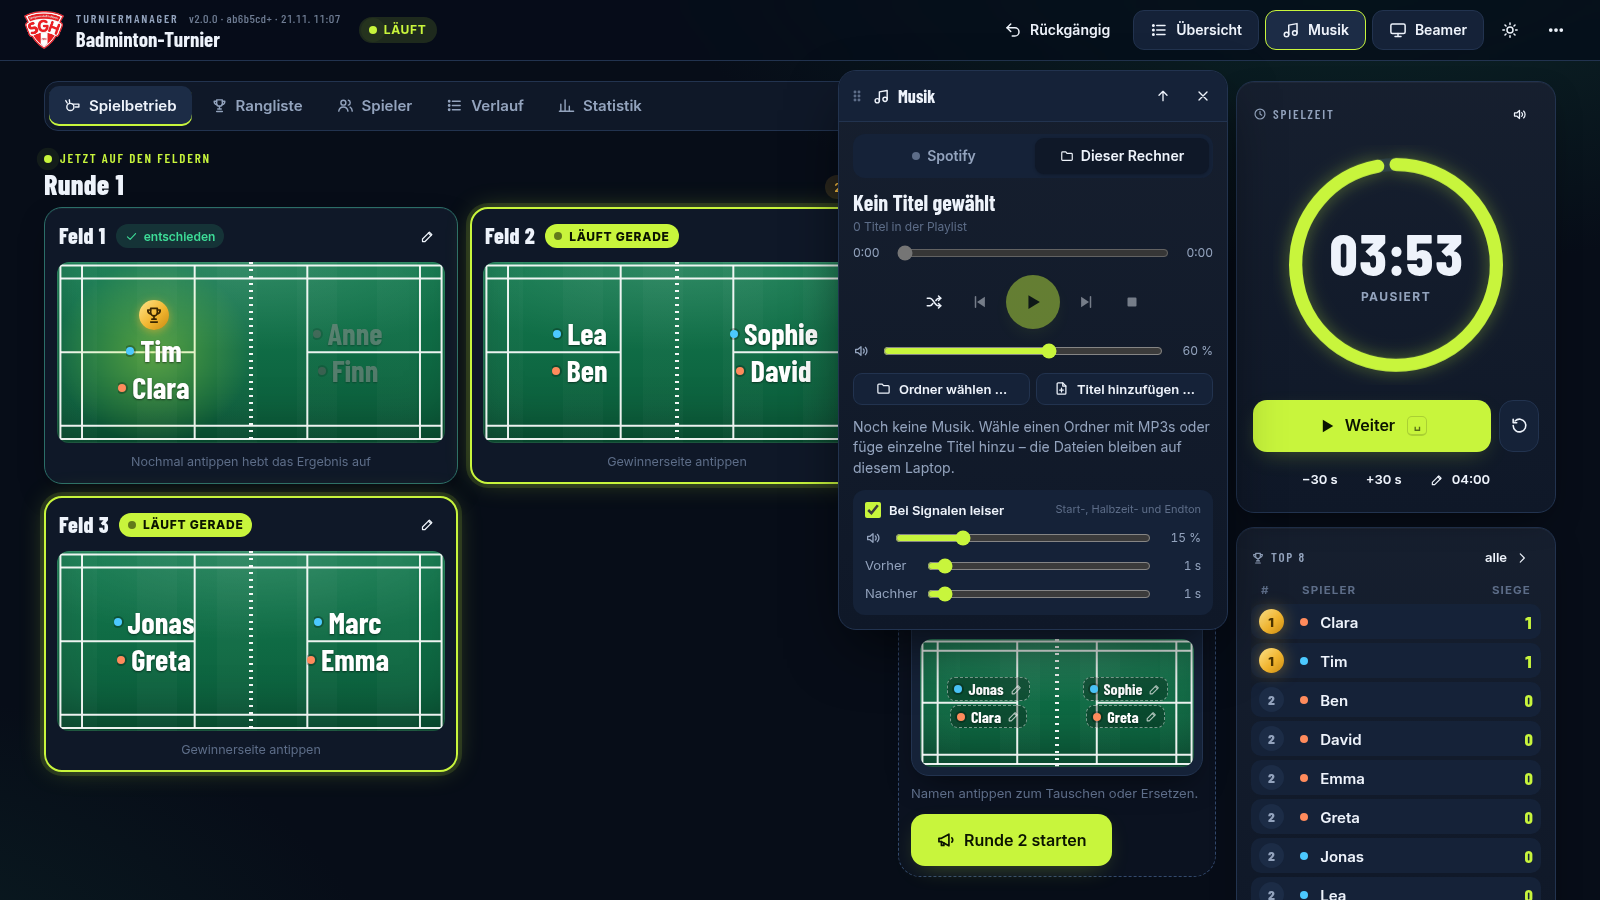 SGH
TURNIERMANAGER v2.0.0 · ab6b5cd+ · 21.11. 11:07
Badminton-Turnier
LÄUFT
Rückgängig
Übersicht
Musik
Beamer
Spielbetrieb
Rangliste
Spieler
Verlauf
Statistik
JETZT AUF DEN FELDERN
Runde 1
2
Feld 1
entschieden
Tim
Clara
Anne
Finn
Nochmal antippen hebt das Ergebnis auf
Feld 2
LÄUFT GERADE
Lea
Ben
Sophie
David
Gewinnerseite antippen
Feld 3
LÄUFT GERADE
Jonas
Greta
Marc
Emma
Gewinnerseite antippen
Musik
Spotify
Dieser Rechner
Kein Titel gewählt
0 Titel in der Playlist
0:00
0:00
60 %
Ordner wählen ...
Titel hinzufügen ...
Noch keine Musik. Wähle einen Ordner mit MP3s oder
füge einzelne Titel hinzu – die Dateien bleiben auf
diesem Laptop.
Bei Signalen leiser
Start-, Halbzeit- und Endton
15 %
Vorher
1 s
Nachher
1 s
Jonas
Clara
Sophie
Greta
Namen antippen zum Tauschen oder Ersetzen.
Runde 2 starten
SPIELZEIT
03:53
PAUSIERT
Weiter
−30 s
+30 s
04:00
TOP 8
alle
# SPIELER SIEGE
1 Clara 1
1 Tim 1
2 Ben 0
2 David 0
2 Emma 0
2 Greta 0
2 Jonas 0
2 Lea 0